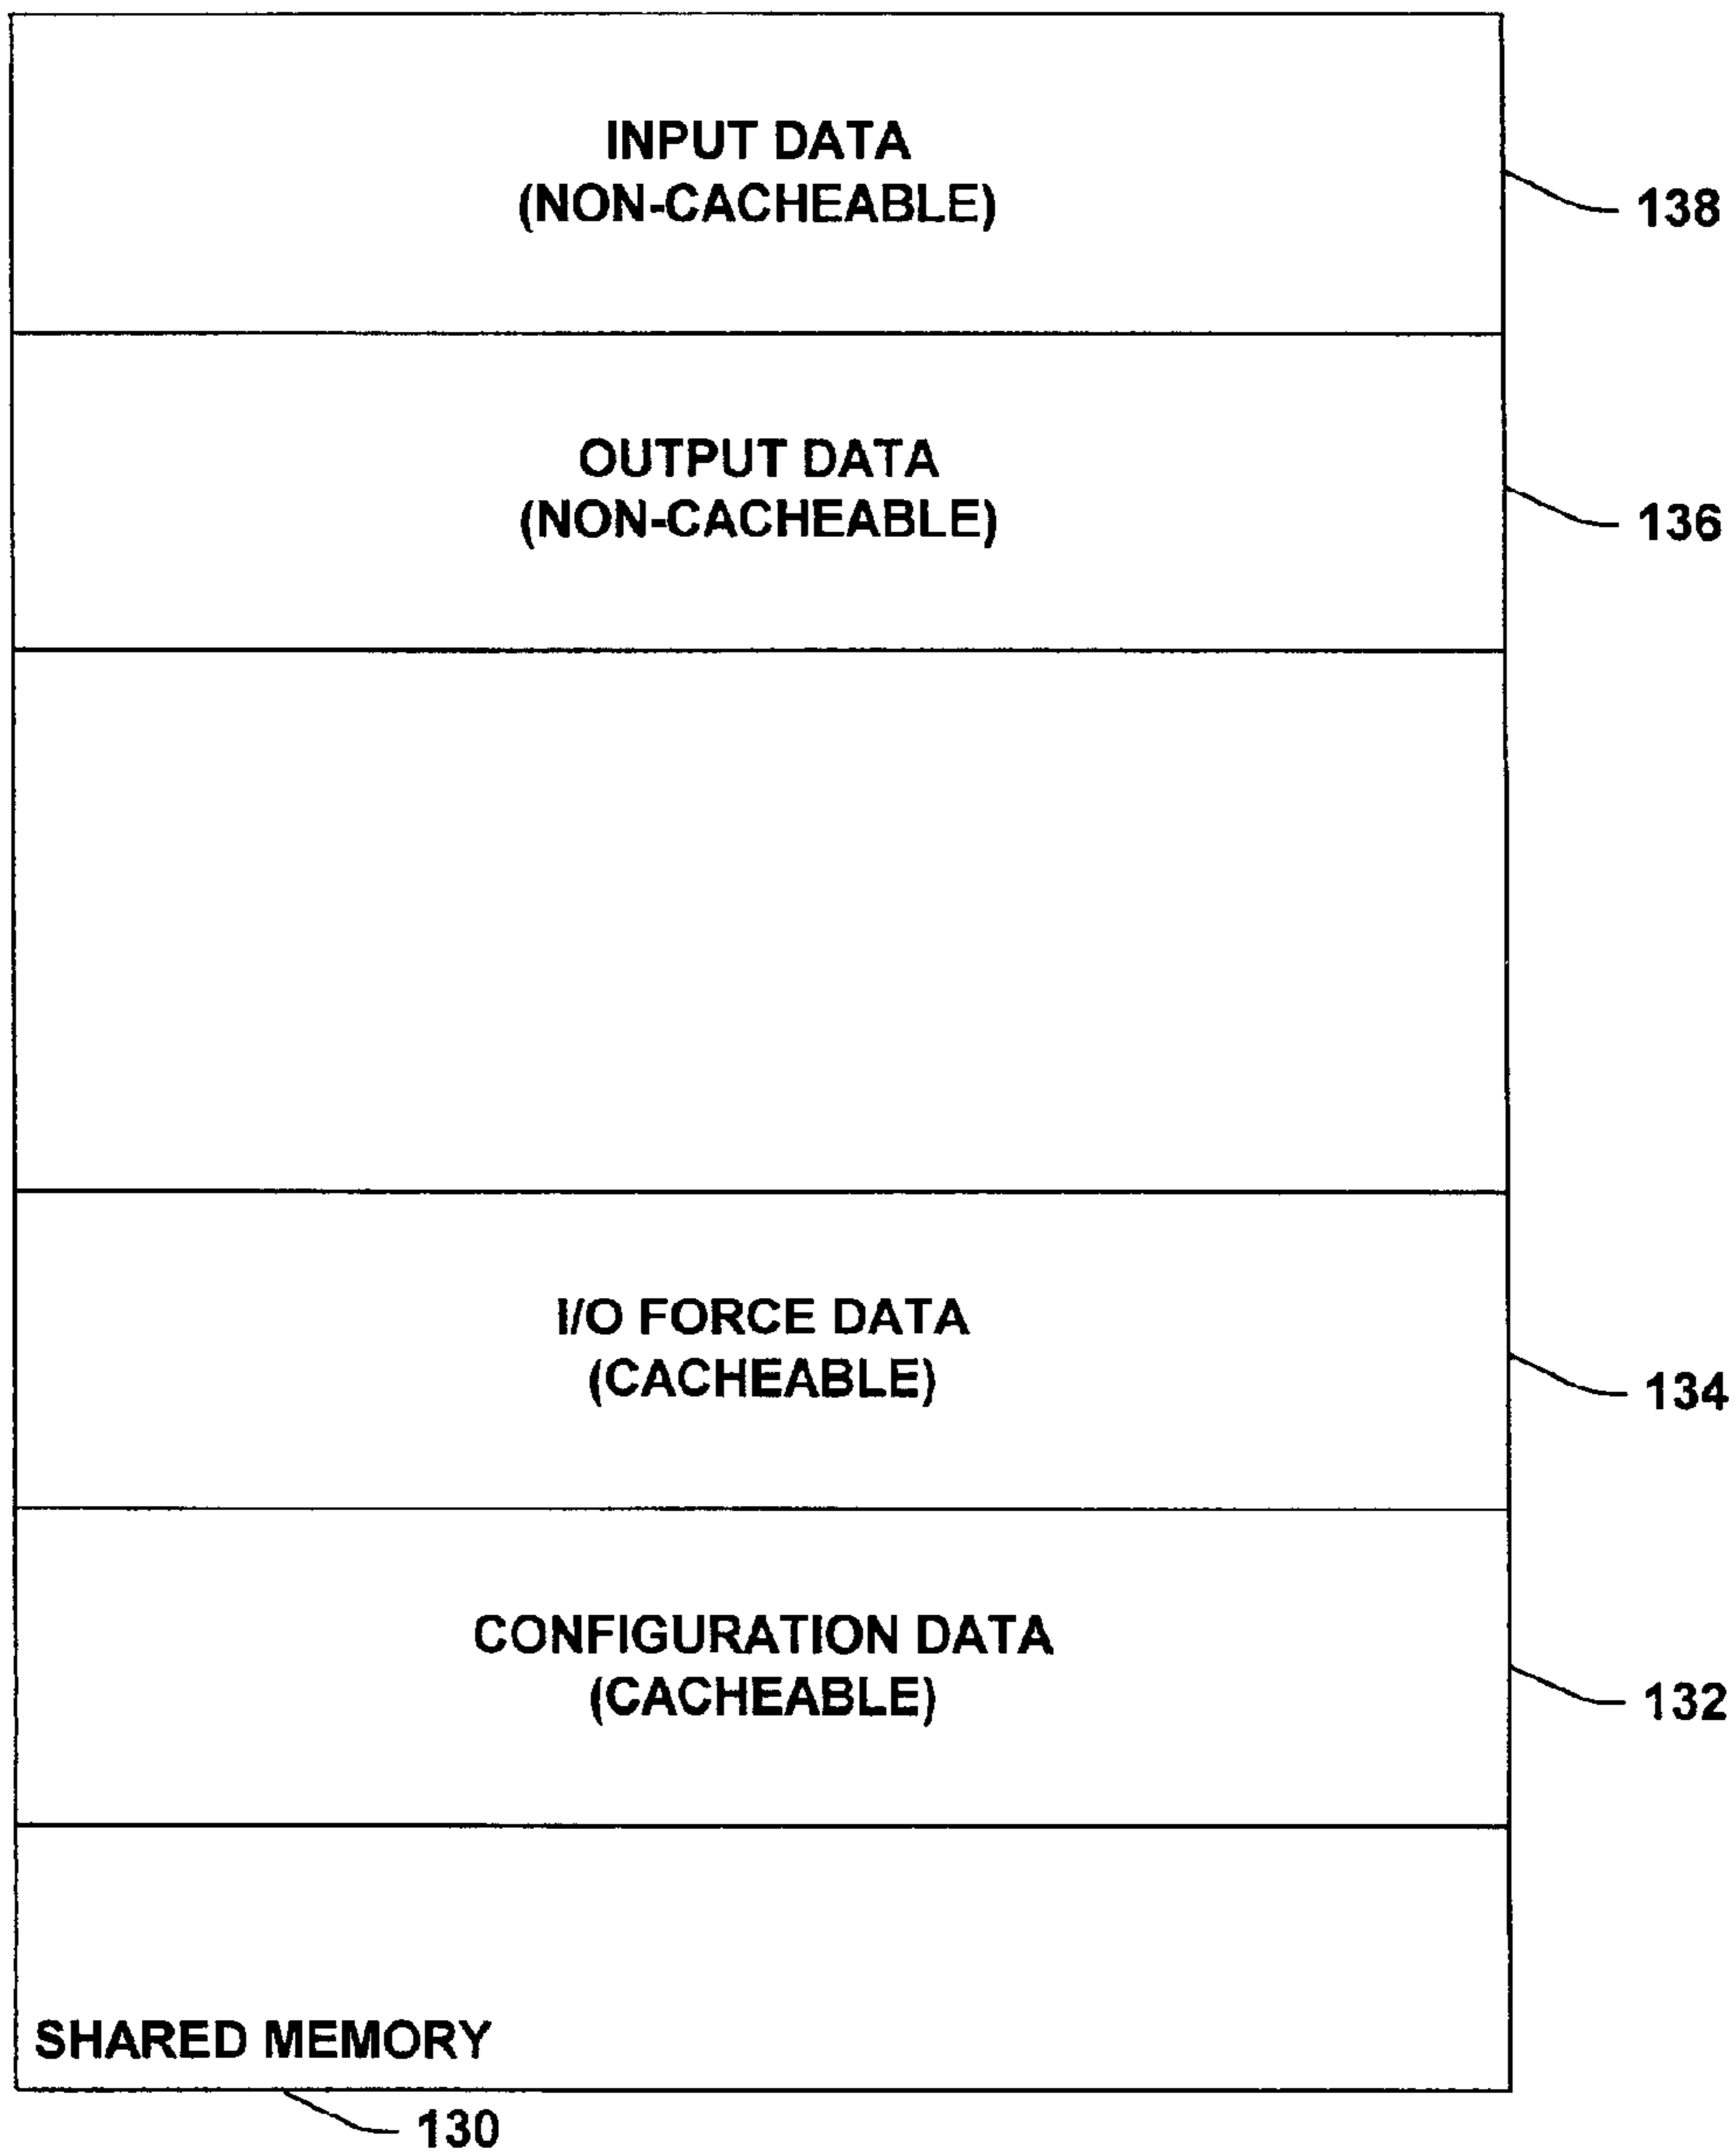 INPUT DATA
(NON-CACHEABLE)
138
OUTPUT DATA
(NON-CACHEABLE)
136
I/O FORCE DATA
(CACHEABLE)
134
CONFIGURATION DATA
(CACHEABLE)
132
SHARED MEMORY
130